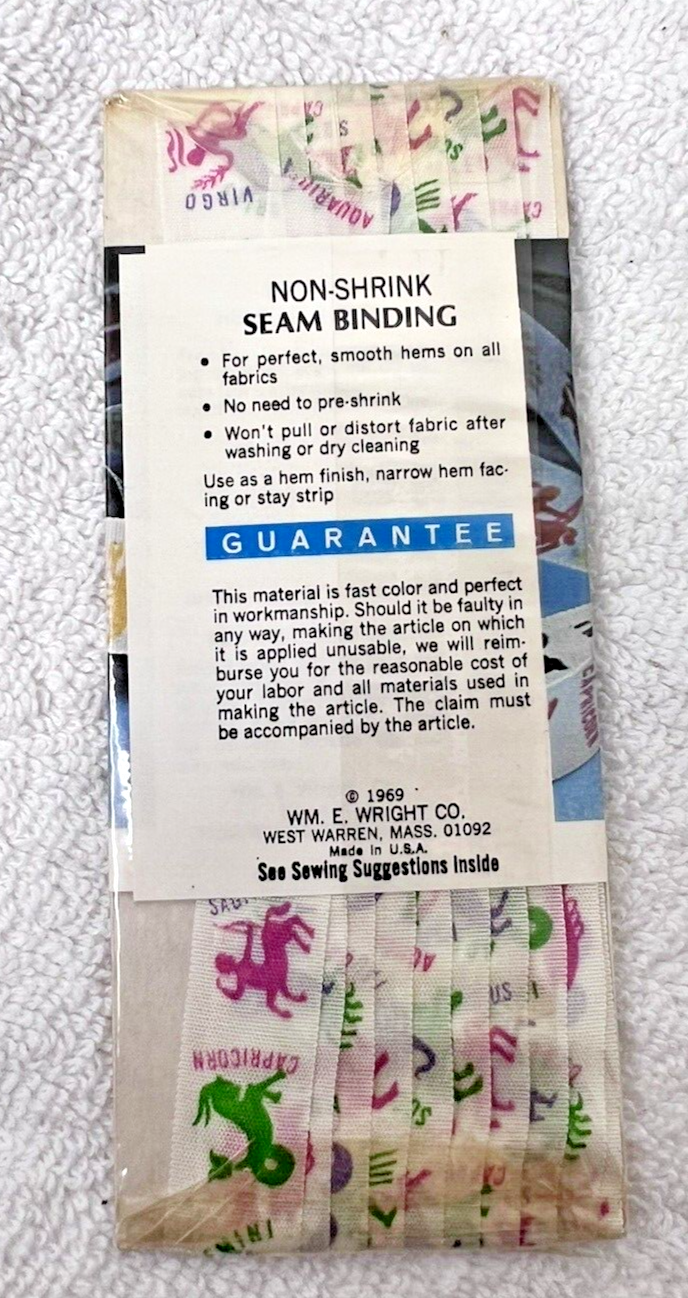 VIRGO
AQUARIU
NON-SHRINK
SEAM BINDING
• For perfect, smooth hems on all
fabrics
• No need to pre-shrink
• Won't pull or distort fabric after
washing or dry cleaning
Use as a hem finish, narrow hem fac-
ing or stay strip
GUARANTEE
This material is fast color and perfect
in workmanship. Should it be faulty in
any way, making the article on which
it is applied unusable, we will reim-
burse you for the reasonable cost of
your labor and all materials used in
making the article. The claim must
be accompanied by the article.
CAPRICORN
© 1969
WM. E. WRIGHT CO.
WEST WARREN, MASS. 01092
Made in U.S.A.
See Sewing Suggestions Inside
CAPRICORN